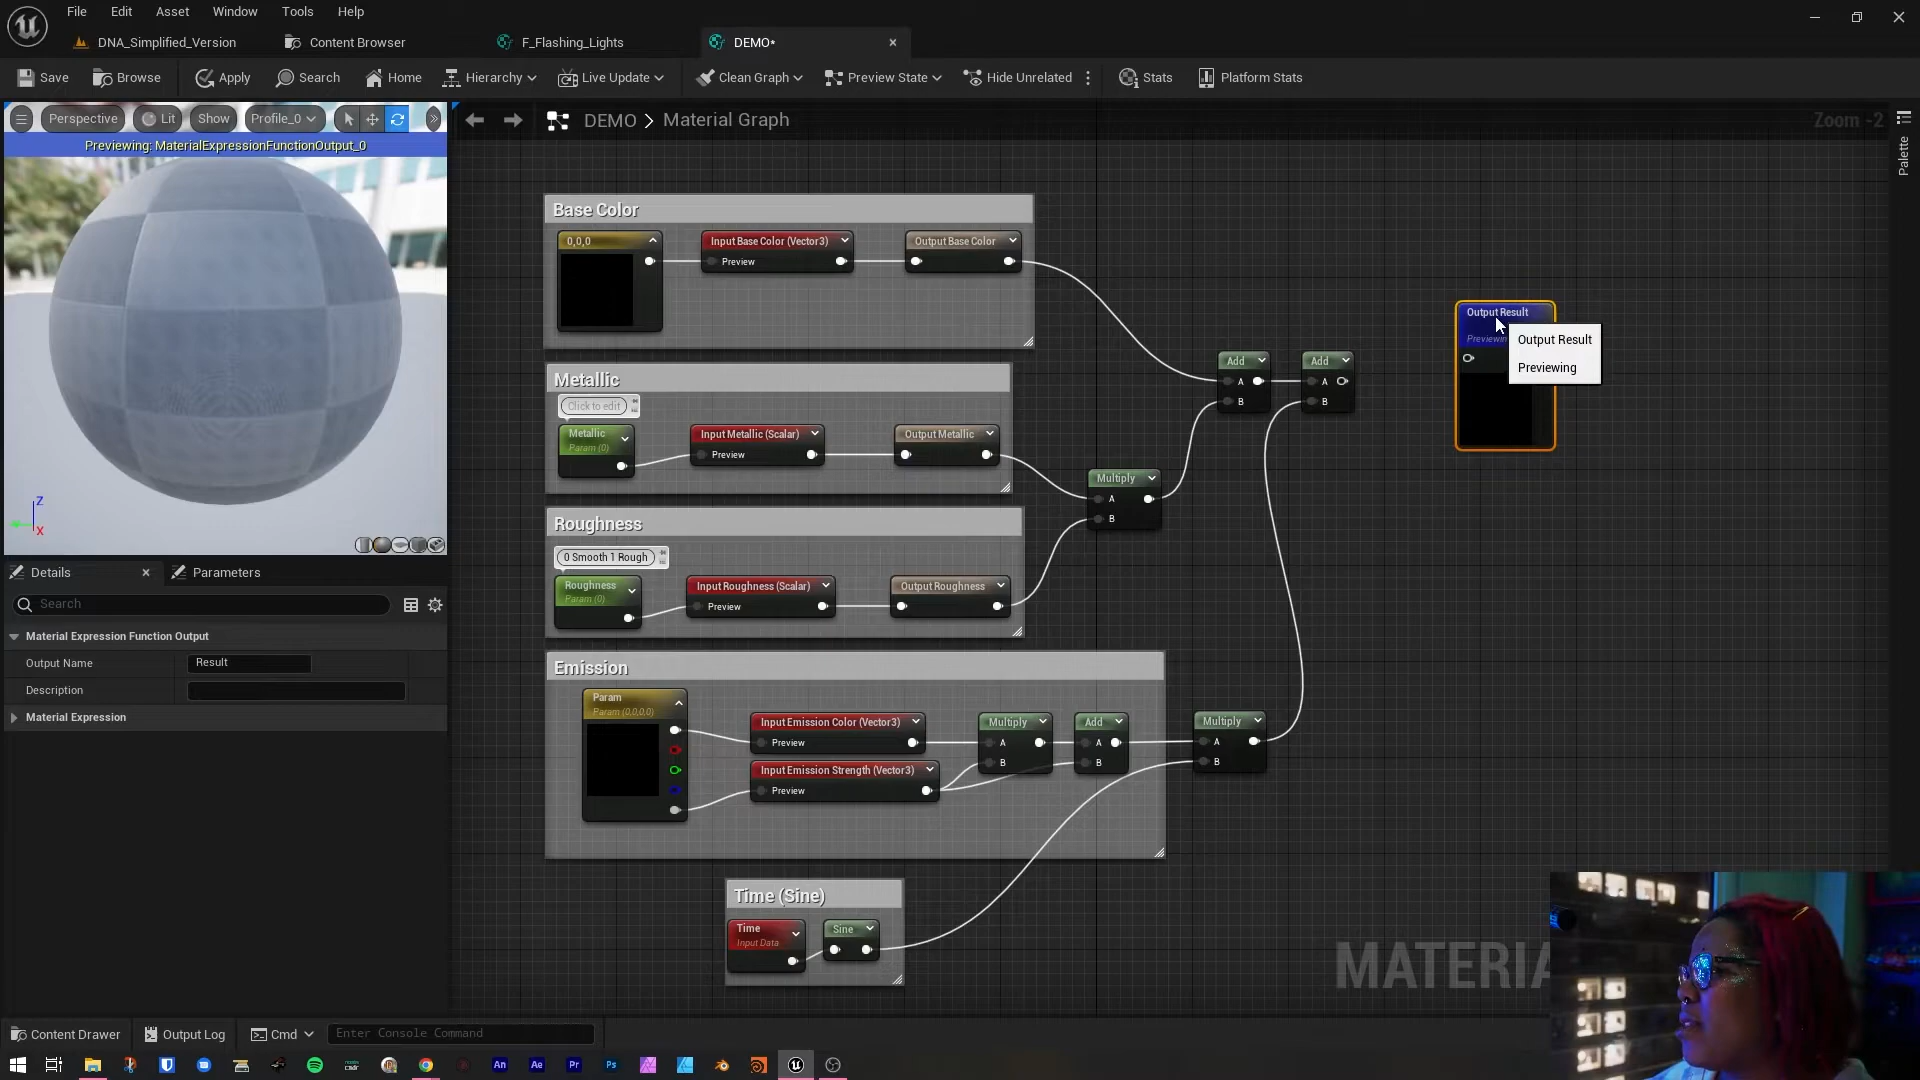 File Edit Asset Window Tools Help
DNA_Simplified_Version Content Browser F_Flashing_Lights DEMO*
Save Browse Apply Search Home Hierarchy Live Update Clean Graph Preview State Hide Unrelated Stats Platform Stats
Perspective Lit Show Profile_0
DEMO > Material Graph
Zoom -2
Palette
Previewing: MaterialExpressionFunctionOutput_0
Base Color
0,0,0
Input Base Color (Vector3)
Preview
Output Base Color
Metallic
Click to edit
Metallic
Param (0)
Input Metallic (Scalar)
Preview
Output Metallic
Roughness
0 Smooth 1 Rough
Roughness
Param (0)
Input Roughness (Scalar)
Preview
Output Roughness
Multiply
A
B
Add
A
B
Add
A
B
Output Result
Output Result
Previewing
Emission
Param
Param (0,0,0,0)
Input Emission Color (Vector3)
Preview
Input Emission Strength (Vector3)
Preview
Multiply
A
B
Add
A
B
Multiply
A
B
Time (Sine)
Time
Input Data
Sine
Z
X
Details Parameters
Search
Material Expression Function Output
Output Name Result
Description
Material Expression
Content Drawer Output Log Cmd Enter Console Command
An Ae Pr Ps